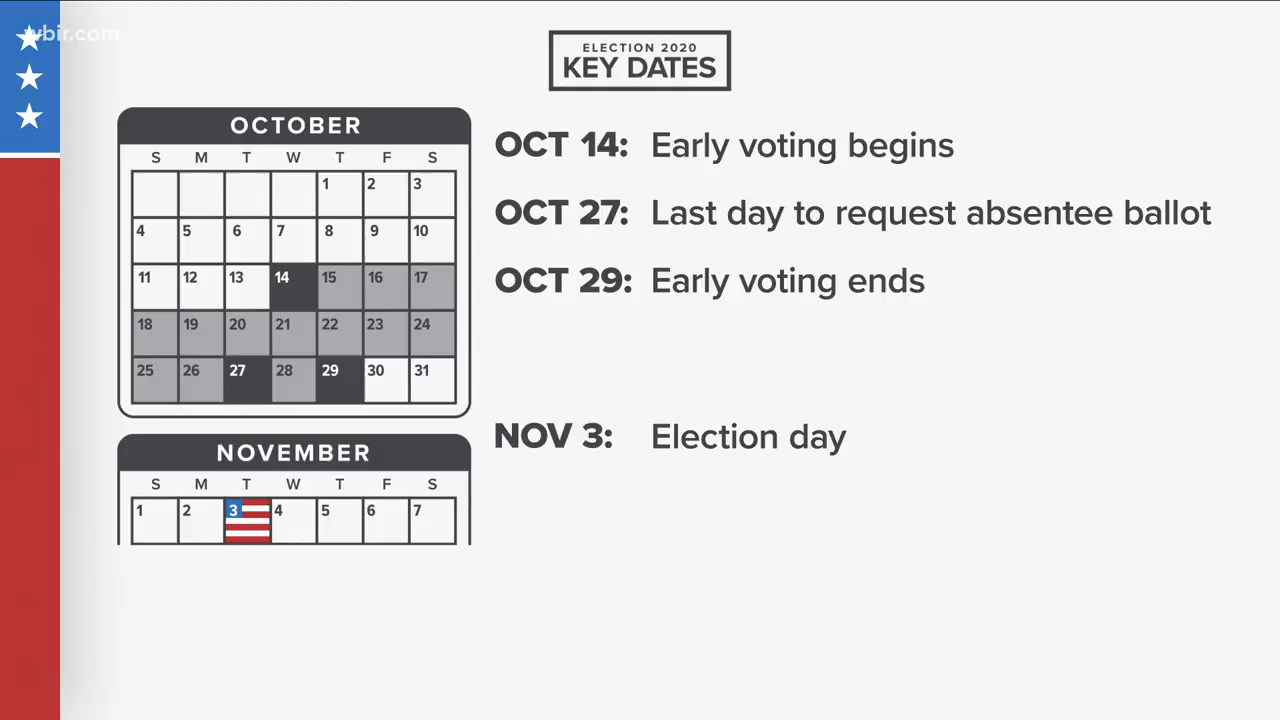 wbir.com
ELECTION 2020
KEY DATES
OCTOBER
S M T W T F S
1 2 3
4 5 6 7 8 9 10
11 12 13 14 15 16 17
18 19 20 21 22 23 24
25 26 27 28 29 30 31
OCT 14: Early voting begins
OCT 27: Last day to request absentee ballot
OCT 29: Early voting ends
NOVEMBER
S M T W T F S
1 2 3 4 5 6 7
NOV 3: Election day